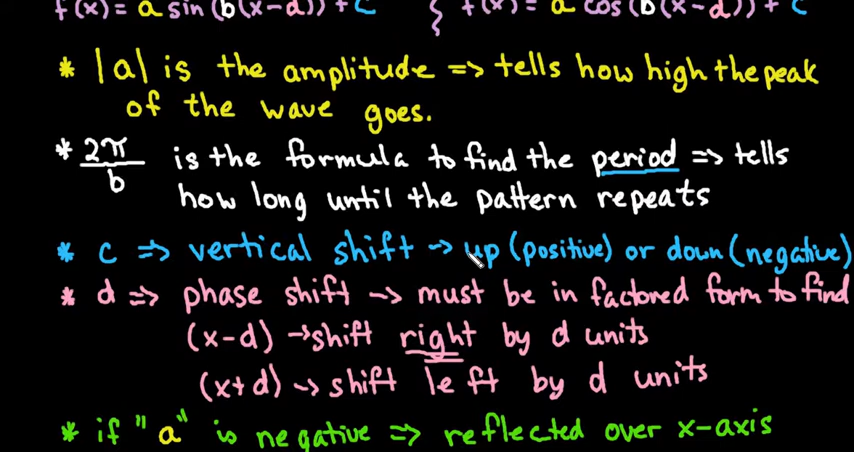 f(x) = a sin (b(x-d)) + c { f(x) = a cos (b(x-d)) + c
* |a| is the amplitude => tells how high the peak
of the wave goes.
* 2π/b is the formula to find the period => tells
how long until the pattern repeats
* c => vertical shift → up (positive) or down (negative)
* d => phase shift → must be in factored form to find
(x-d) → shift right by d units
(x+d) → shift left by d units
* if "a" is negative => reflected over x-axis